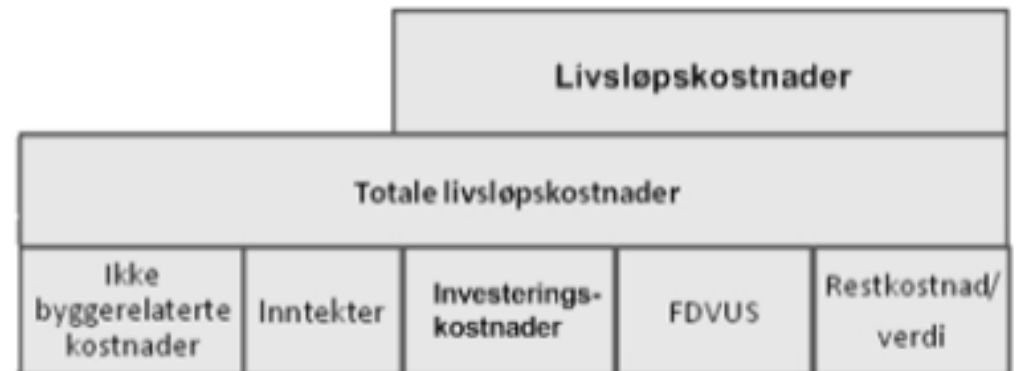 Livsløpskostnader
Totale livsløpskostnader
Ikke
byggerelaterte
kostnader
Inntekter
Investerings-
kostnader
FDVUS
Restkostnad/
verdi